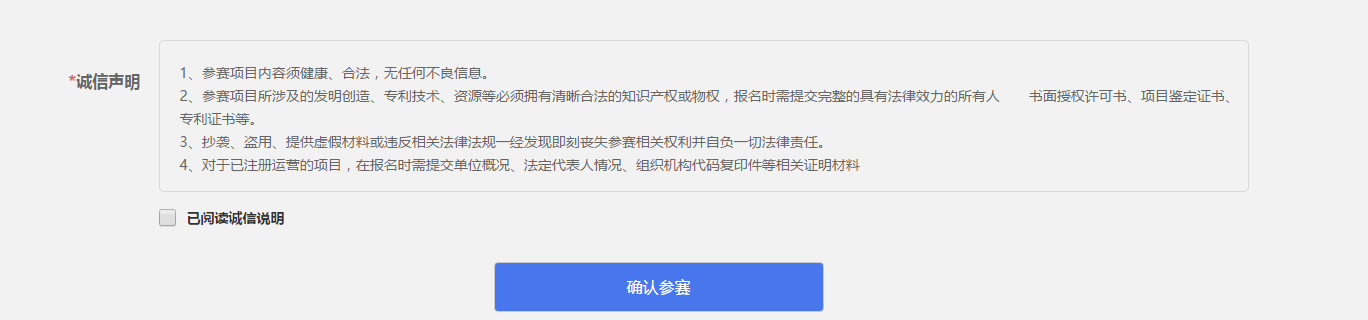 *诚信声明
1、参赛项目内容须健康、合法，无任何不良信息。
2、参赛项目所涉及的发明创造、专利技术、资源等必须拥有清晰合法的知识产权或物权，报名时需提交完整的具有法律效力的所有人　　书面授权许可书、项目鉴定证书、
专利证书等。
3、抄袭、盗用、提供虚假材料或违反相关法律法规一经发现即刻丧失参赛相关权利并自负一切法律责任。
4、对于已注册运营的项目，在报名时需提交单位概况、法定代表人情况、组织机构代码复印件等相关证明材料
已阅读诚信说明
确认参赛